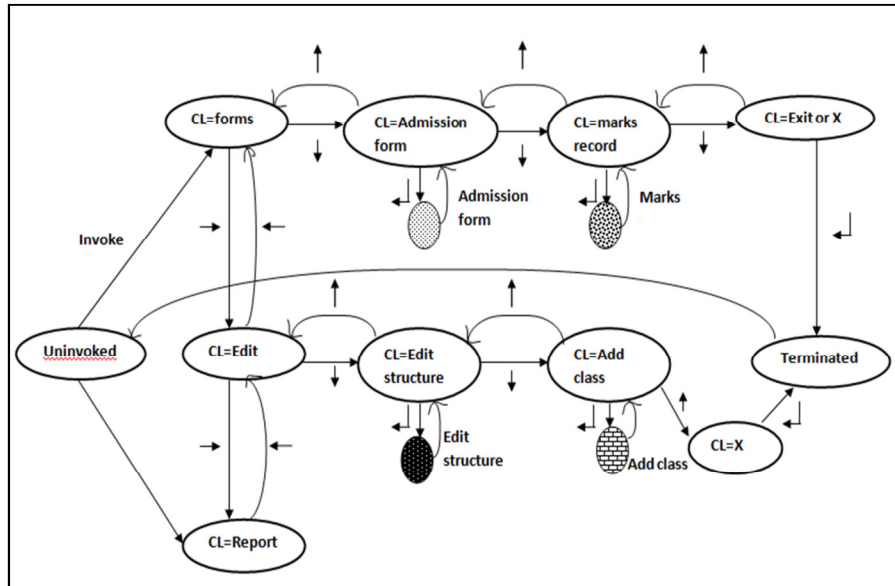 CL=forms
CL=Admission
form
CL=marks
record
CL=Exit or X
Admission
form
Marks
Invoke
Uninvoked
CL=Edit
CL=Edit
structure
CL=Add
class
Terminated
Edit
structure
Add class
CL=X
CL=Report